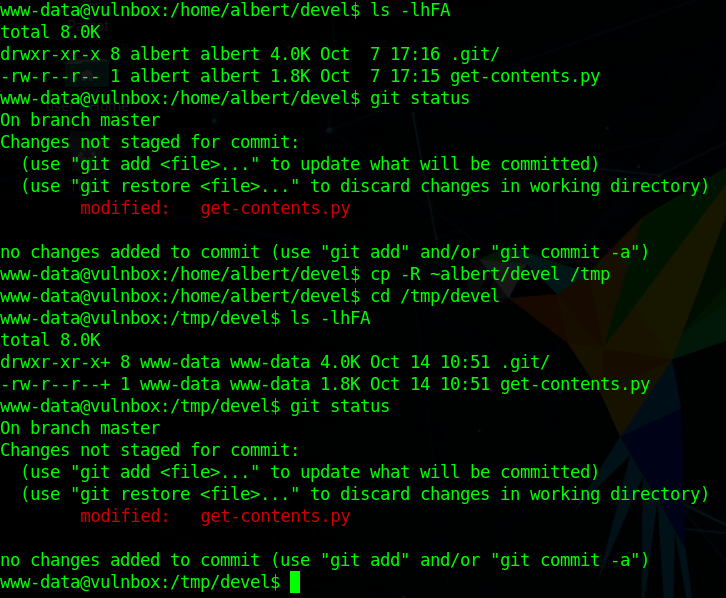 www-data@vulnbox:/home/albert/devel$ ls -lhFA
total 8.0K
drwxr-xr-x 8 albert albert 4.0K Oct  7 17:16 .git/
-rw-r--r-- 1 albert albert 1.8K Oct  7 17:15 get-contents.py
www-data@vulnbox:/home/albert/devel$ git status
On branch master
Changes not staged for commit:
  (use "git add <file>..." to update what will be committed)
  (use "git restore <file>..." to discard changes in working directory)
        modified:   get-contents.py

no changes added to commit (use "git add" and/or "git commit -a")
www-data@vulnbox:/home/albert/devel$ cp -R ~albert/devel /tmp
www-data@vulnbox:/home/albert/devel$ cd /tmp/devel
www-data@vulnbox:/tmp/devel$ ls -lhFA
total 8.0K
drwxr-xr-x+ 8 www-data www-data 4.0K Oct 14 10:51 .git/
-rw-r--r--+ 1 www-data www-data 1.8K Oct 14 10:51 get-contents.py
www-data@vulnbox:/tmp/devel$ git status
On branch master
Changes not staged for commit:
  (use "git add <file>..." to update what will be committed)
  (use "git restore <file>..." to discard changes in working directory)
        modified:   get-contents.py

no changes added to commit (use "git add" and/or "git commit -a")
www-data@vulnbox:/tmp/devel$